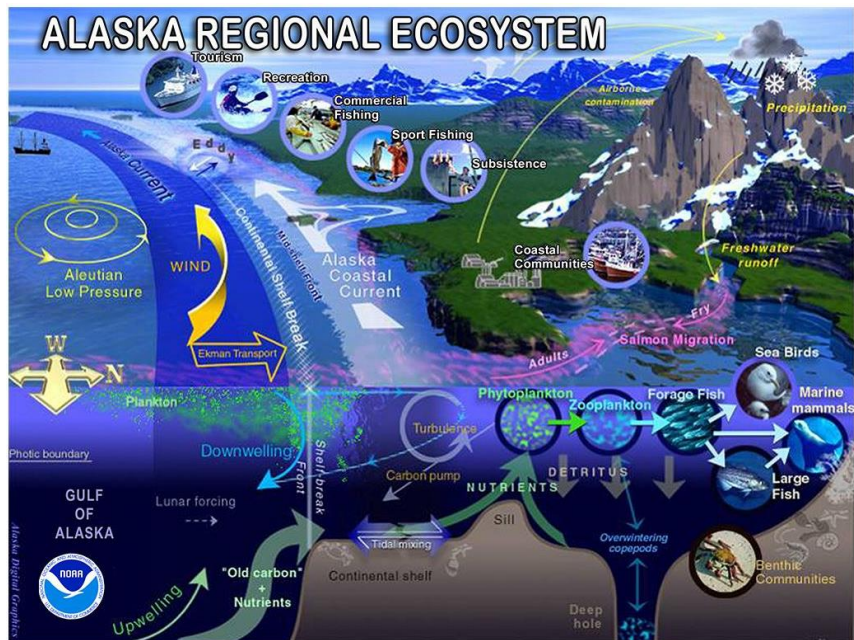 ALASKA REGIONAL ECOSYSTEM
Tourism
Recreation
Commercial
Fishing
Sport Fishing
Subsistence
Airborne
contamination
Precipitation
Alaska Current
Eddy
Continental Shelf Break
Mid-shelf Front
Alaska
Coastal
Current
Coastal
Communities
Freshwater
runoff
Aleutian
Low Pressure
WIND
Ekman Transport
W
N
Adults
Salmon Migration
Fry
Sea Birds
Plankton
Phytoplankton
Zooplankton
Forage Fish
Marine
mammals
Photic boundary
Downwelling
Turbulence
Carbon pump
Shelf-break
Front
DETRITUS
NUTRIENTS
Large
Fish
GULF
OF
ALASKA
Lunar forcing
Sill
Tidal mixing
Overwintering
copepods
Benthic
Communities
Continental shelf
"Old carbon"
+
Nutrients
Upwelling
Deep
hole
NOAA
Alaska Digital Graphics